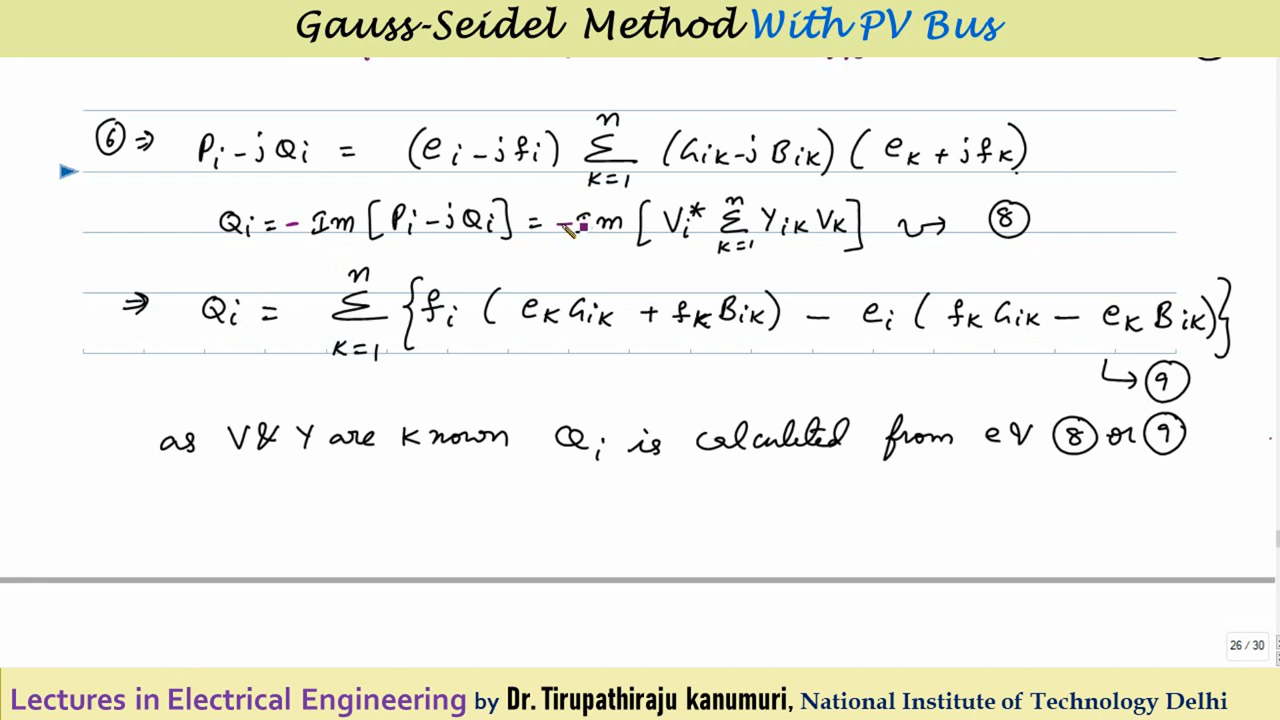 Gauss-Seidel Method With PV Bus
⑥ ⇒ Pi - jQi = (ei - jfi) Σ_{k=1}^{n} (Gik - jBik) (ek + jfk)
Qi = - Im [Pi - jQi] = - Im [Vi* Σ_{k=1}^{n} Yik Vk] → ⑧
⇒ Qi = Σ_{k=1}^{n} {fi (ek Gik + fk Bik) - ei (fk Gik - ek Bik)}
↳ ⑨
as V & Y are known Qi is calculated from eq ⑧ or ⑨
26 / 30
Lectures in Electrical Engineering by Dr. Tirupathiraju kanumuri, National Institute of Technology Delhi